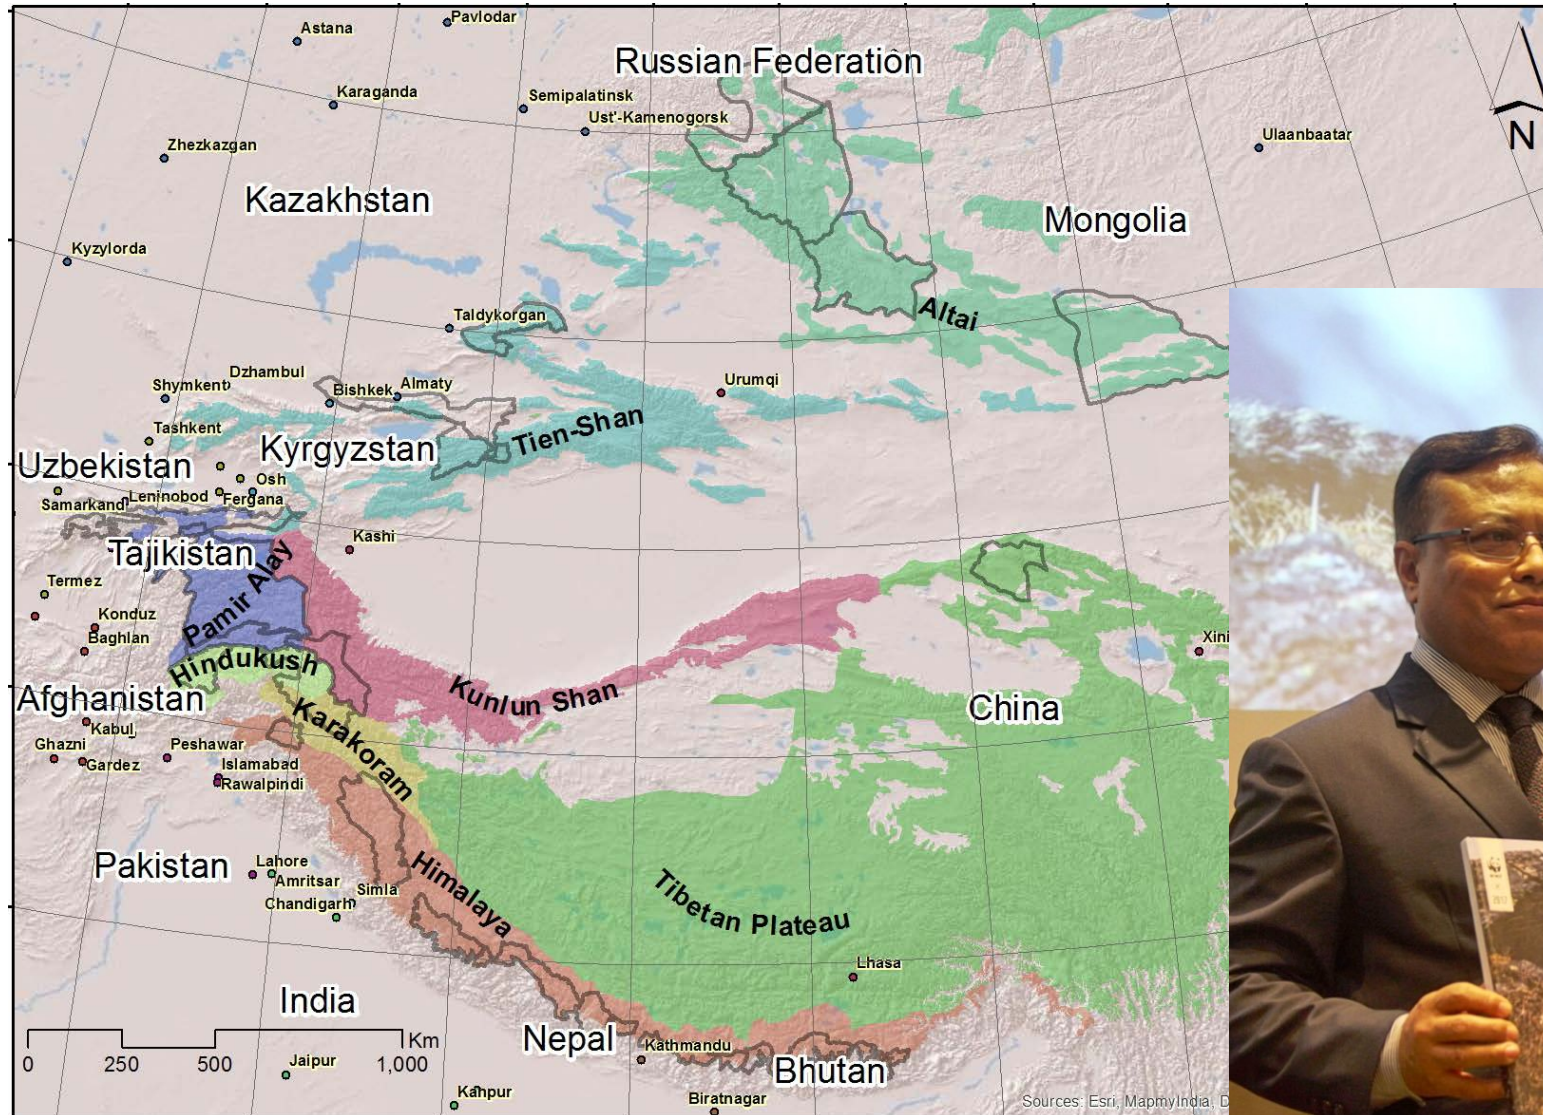 Pavlodar
Astana
Russian Federation
Karaganda
Semipalatinsk
Ust'-Kamenogorsk
Ulaanbaatar
N
Zhezkazgan
Kazakhstan
Mongolia
Kyzylorda
Taldykorgan
Altai
Dzhambul
Shymkent
Bishkek
Almaty
Urumqi
Tashkent
Tien-Shan
Kyrgyzstan
Uzbekistan
Osh
Leninobod
Fergana
Samarkand
Kashi
Tajikistan
Pamir Alay
Termez
Konduz
Baghlan
Xini
Hindukush
Kunlun Shan
Afghanistan
China
Karakoram
Kabul
Ghazni
Peshawar
Gardez
Islamabad
Rawalpindi
Pakistan
Lahore
Amritsar
Simla
Chandigarh
Himalaya
Tibetan Plateau
Lhasa
India
Km
0 250 500 1,000
Nepal
Kathmandu
Bhutan
Jaipur
Kanpur
Biratnagar
Sources: Esri, MapmyIndia, D
WWF
2017